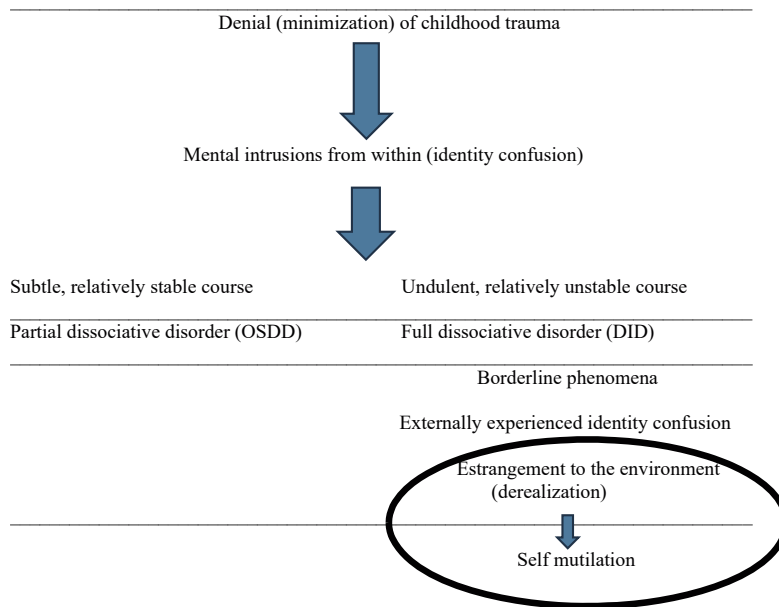 Denial (minimization) of childhood trauma
Mental intrusions from within (identity confusion)
Subtle, relatively stable course
Undulent, relatively unstable course
Partial dissociative disorder (OSDD)
Full dissociative disorder (DID)
Borderline phenomena
Externally experienced identity confusion
Estrangement to the environment
(derealization)
Self mutilation